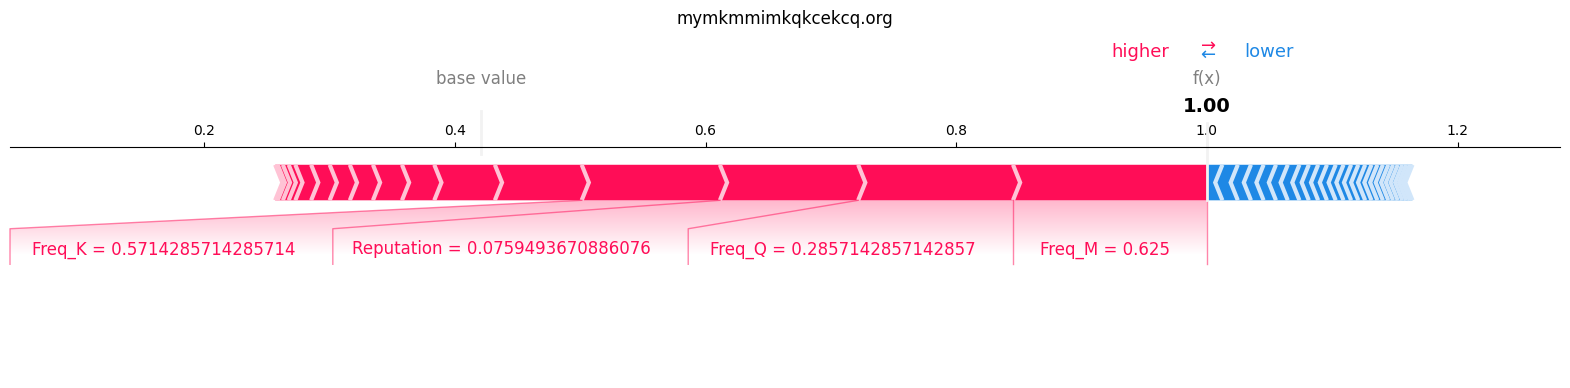 mymkmmimkqkcekcq.org
higher ⇄ lower
base value
f(x)
1.00
0.2 0.4 0.6 0.8 1.0 1.2
Freq_K = 0.5714285714285714 Reputation = 0.0759493670886076 Freq_Q = 0.2857142857142857 Freq_M = 0.625